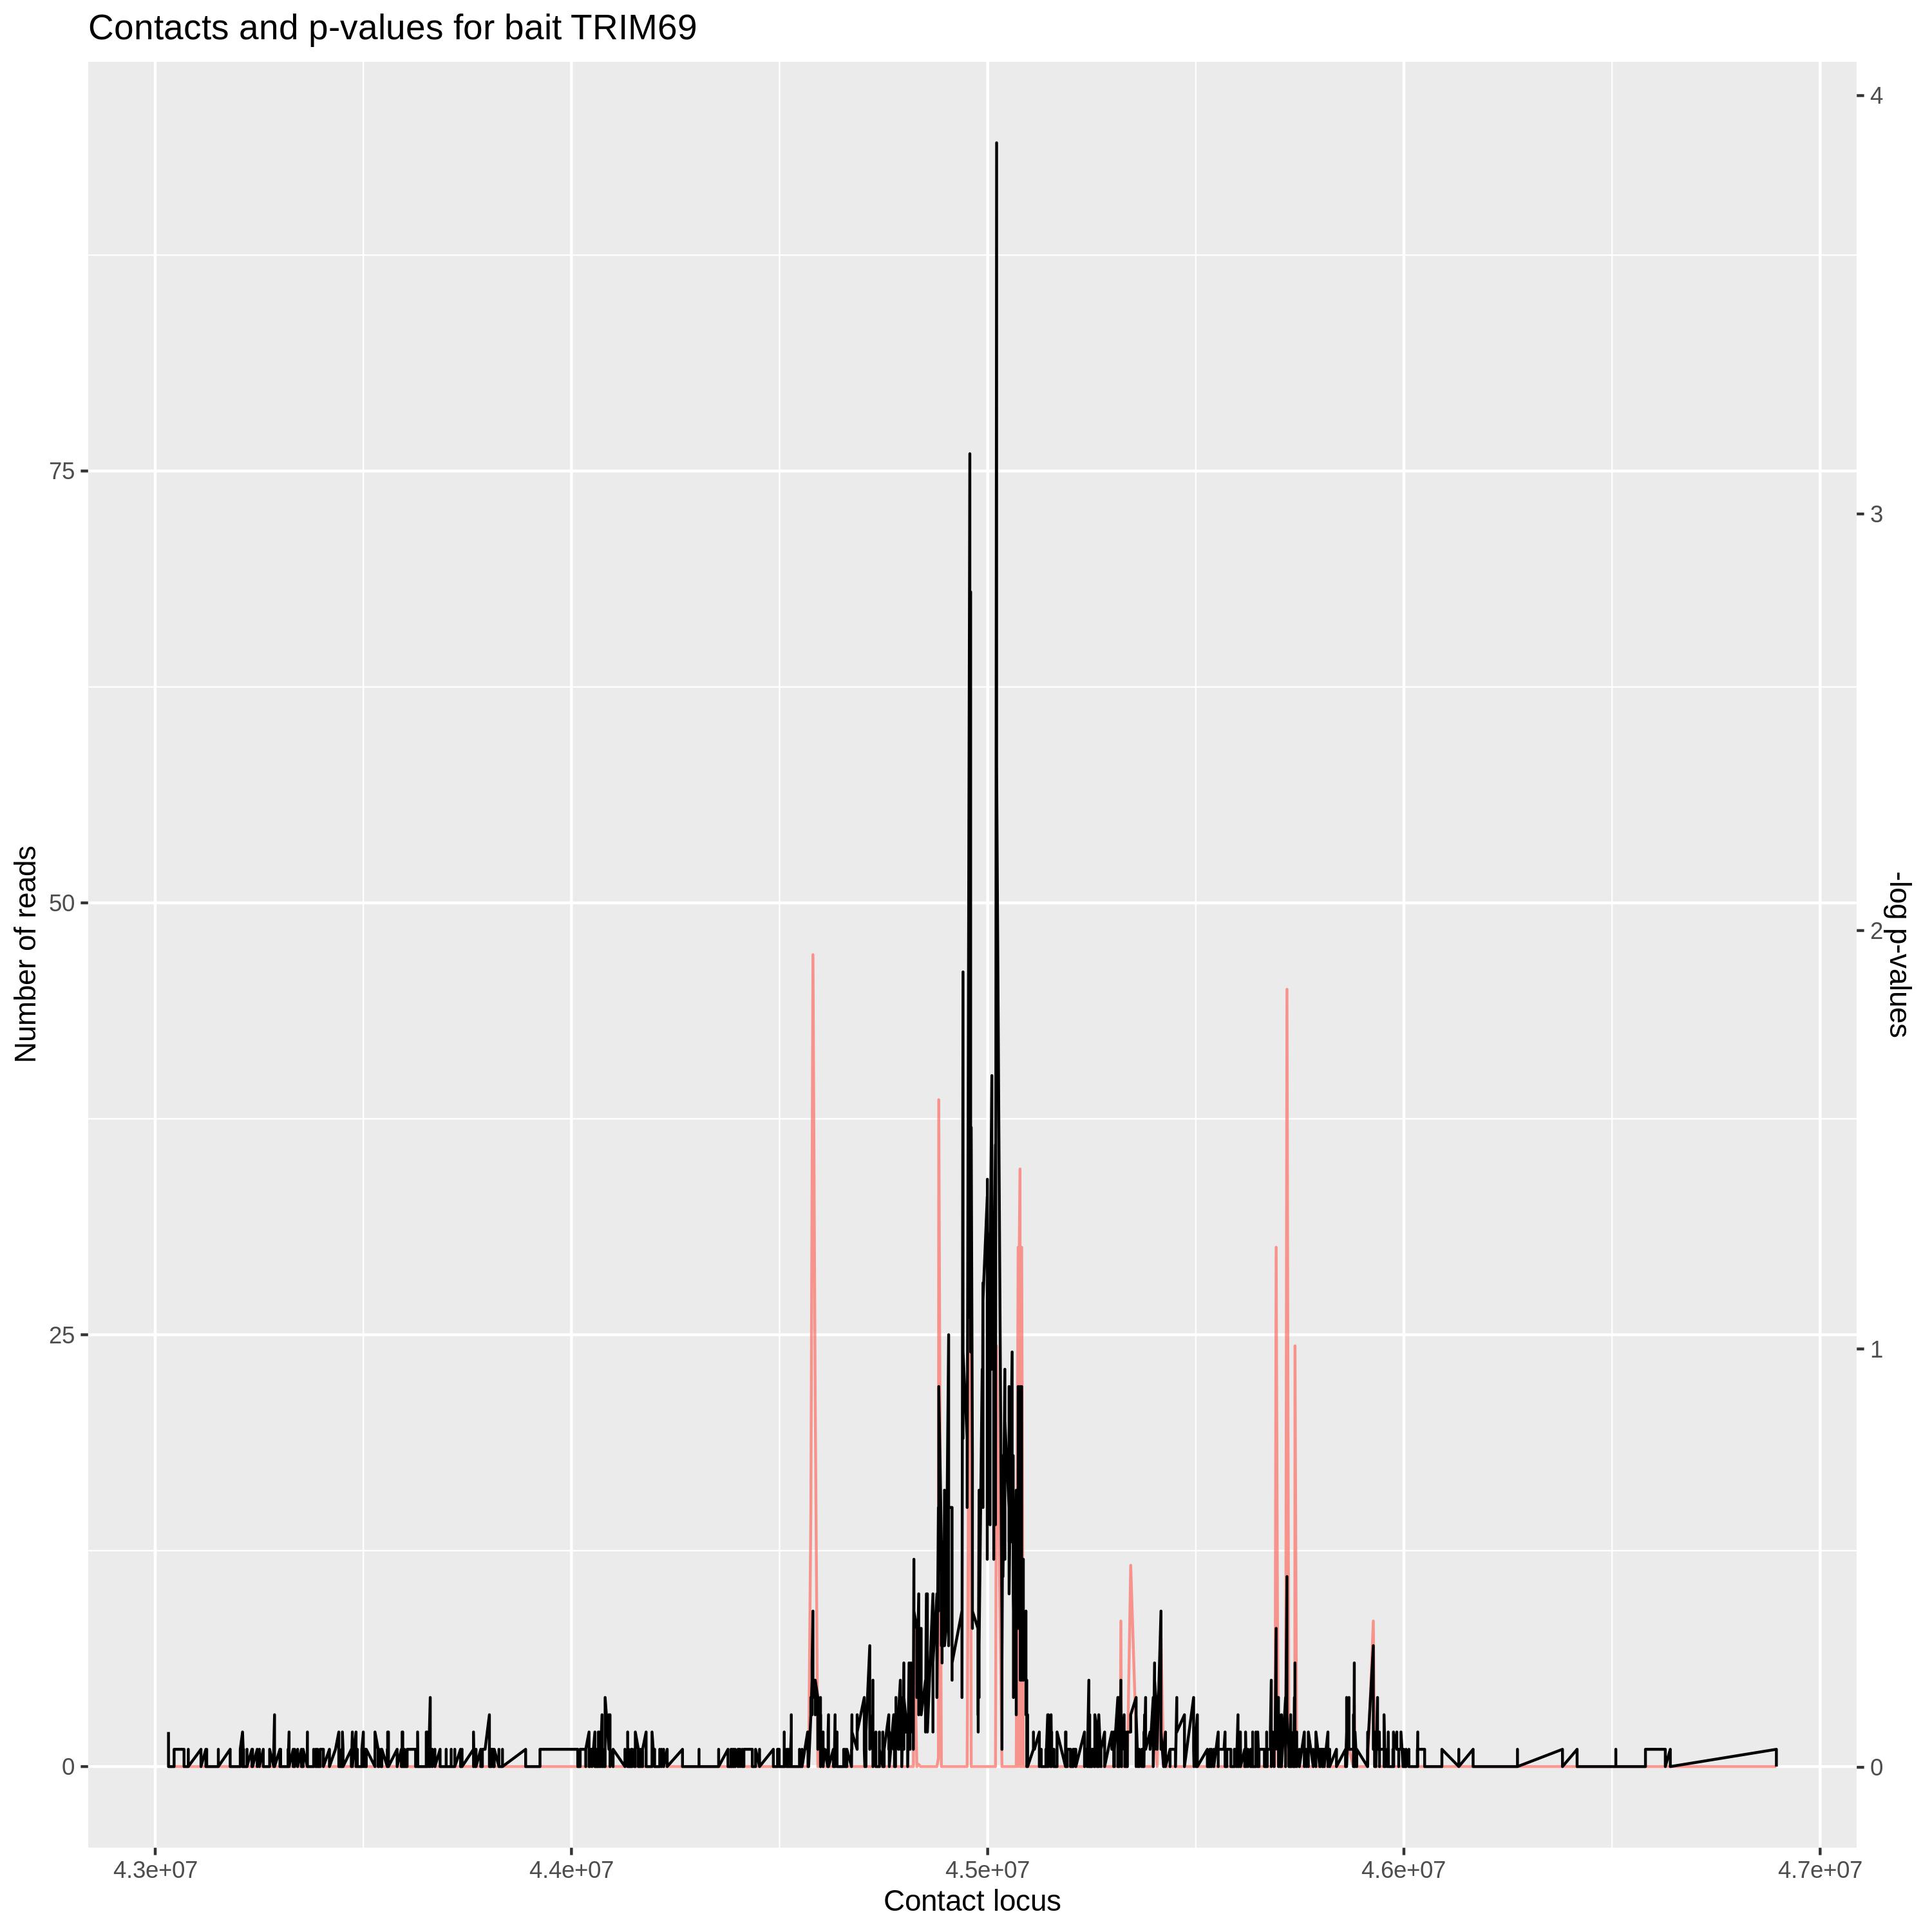 Contacts and p-values for bait TRIM69
Number of reads
75
50
25
0
4
3
2
1
0
-log p-values
4.3e+07 4.4e+07 4.5e+07 4.6e+07 4.7e+07
Contact locus